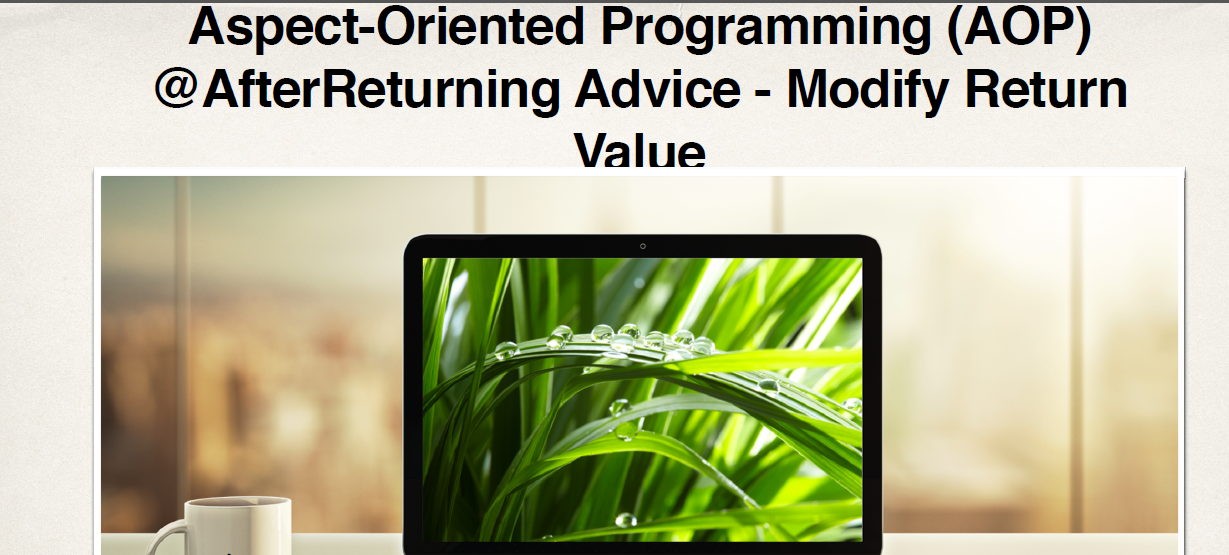 Aspect-Oriented Programming (AOP)
@AfterReturning Advice - Modify Return
Value